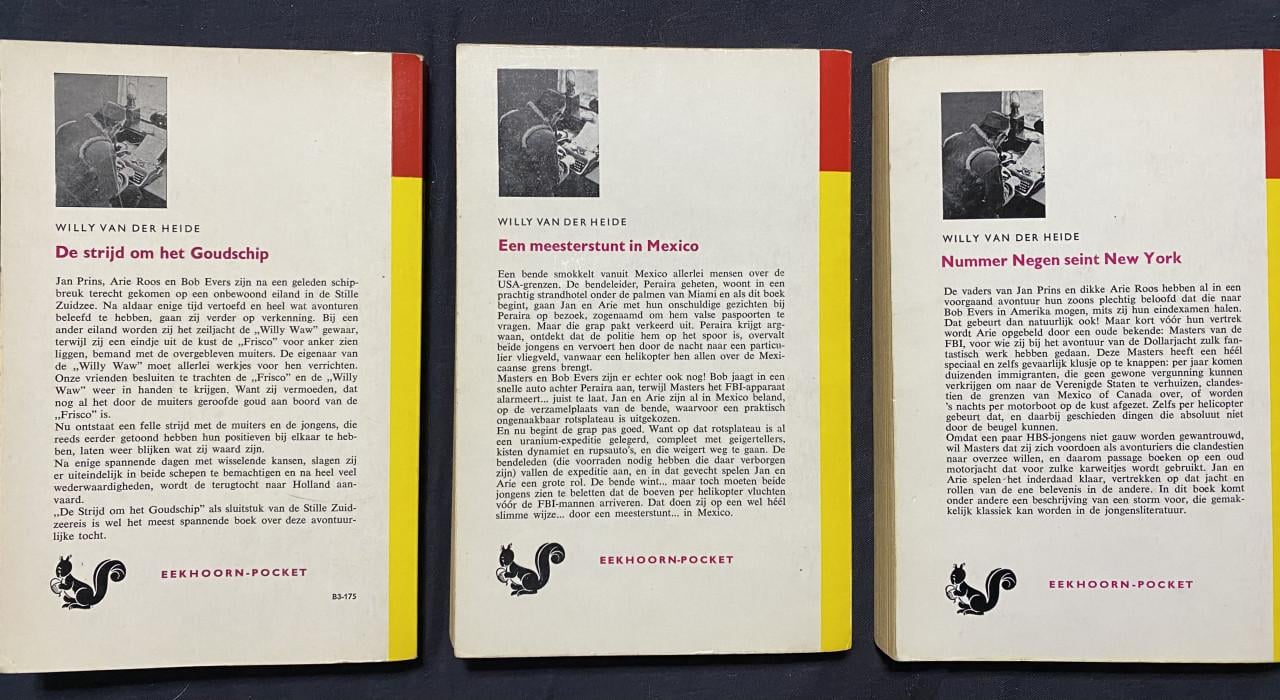 WILLY VAN DER HEIDE
De strijd om het Goudschip
Jan Prins, Arie Roos en Bob Evers zijn na een geleden schip-
breuk terecht gekomen op een onbewoond eiland in de Stille
Zuidzee. Na aldaar enige tijd vertoefd en heel wat avonturen
beleefd te hebben, gaan zij verder op verkenning. Bij een
ander eiland worden zij het zeiljacht de „Willy Waw” gewaar,
terwijl zij een eindje uit de kust de „Frisco” voor anker zien
liggen, bemand met de overgebleven muiters. De eigenaar van
de „Willy Waw” moet allerlei werkjes voor hen verrichten.
Onze vrienden besluiten te trachten de „Frisco” en de „Willy
Waw” weer in handen te krijgen. Want zij vermoeden, dat
nog al het door de muiters geroofde goud aan boord van de
„Frisco” is.
Nu ontstaat een felle strijd met de muiters en de jongens, die
reeds eerder getoond hebben hun positieven bij elkaar te heb-
ben, laten weer blijken wat zij waard zijn.
Na enige spannende dagen met wisselende kansen, slagen zij
er uiteindelijk in beide schepen te bemachtigen en na heel veel
wederwaardigheden, wordt de terugtocht naar Holland aan-
vaard.
„De Strijd om het Goudschip” als sluitstuk van de Stille Zuid-
zeereis is wel het meest spannende boek over deze avontuur-
lijke tocht.
EEKHOORN-POCKET
B3-175
WILLY VAN DER HEIDE
Een meesterstunt in Mexico
Een bende smokkelt vanuit Mexico allerlei mensen over de
USA-grenzen. De bendeleider, Peraira geheten, woont in een
prachtig strandhotel onder de palmen van Miami en als dit boek
begint, gaan Jan en Arie met hun onschuldige gezichten bij
Peraira op bezoek, zogenaamd om hem valse paspoorten te
vragen. Maar die grap pakt verkeerd uit. Peraira krijgt arg-
waan, ontdekt dat de politie hem op het spoor is, overvalt
beide jongens en vervoert hen door de nacht naar een particu-
lier vliegveld, vanwaar een helikopter hen allen over de Mexi-
caanse grens brengt.
Masters en Bob Evers zijn er echter ook nog! Bob jaagt in een
snelle auto achter Peraira aan, terwijl Masters het FBI-apparaat
alarmeert... juist te laat. Jan en Arie zijn al in Mexico beland,
op de verzamelplaats van de bende, waarvoor een praktisch
ongenaakbaar rotsplateau is uitgekozen.
En nu begint de grap pas goed. Want op dat rotsplateau is al
een uranium-expeditie gelegerd, compleet met geigertellers,
kisten dynamiet en rupsauto's, en die weigert weg te gaan. De
bendeleden (die voorraden nodig hebben die daar verborgen
zijn) vallen de expeditie aan, en in dat gevecht spelen Jan en
Arie een grote rol. De bende wint... maar toch moeten beide
jongens zien te beletten dat de boeven per helikopter vluchten
vóór de FBI-mannen arriveren. Dat doen zij op een wel héél
slimme wijze... door een meesterstunt... in Mexico.
EEKHOORN-POCKET
WILLY VAN DER HEIDE
Nummer Negen seint New York
De vaders van Jan Prins en dikke Arie Roos hebben al in een
voorgaand avontuur hun zoons plechtig beloofd dat die naar
Bob Evers in Amerika mogen, mits zij hun eindexamen halen.
Dat gebeurt dan natuurlijk ook! Maar kort vóór hun vertrek
wordt Arie opgebeld door een oude bekende: Masters van de
FBI, voor wie zij bij het avontuur van de Dollarjacht zulk fan-
tastisch werk hebben gedaan. Deze Masters heeft een héél
speciaal en zelfs gevaarlijk klusje op te knappen: per jaar komen
duizenden immigranten, die geen gewone vergunning kunnen
verkrijgen om naar de Verenigde Staten te verhuizen, clandes-
tien de grenzen van Mexico of Canada over, of worden
's nachts per motorboot op de kust afgezet. Zelfs per helicopter
gebeurt dat, en daarbij geschieden dingen die absoluut niet
door de beugel kunnen.
Omdat een paar HBS-jongens niet gauw worden gewantrouwd,
wil Masters dat zij zich voordoen als avonturiers die clandestien
naar overzee willen, en daarom passage boeken op een oud
motorjacht dat voor zulke karweitjes wordt gebruikt. Jan en
Arie spelen het inderdaad klaar, vertrekken op dat jacht en
rollen van de ene belevenis in de andere. In dit boek komt
onder andere een beschrijving van een storm voor, die gemak-
kelijk klassiek kan worden in de jongensliteratuur.
EEKHOORN-POCKET